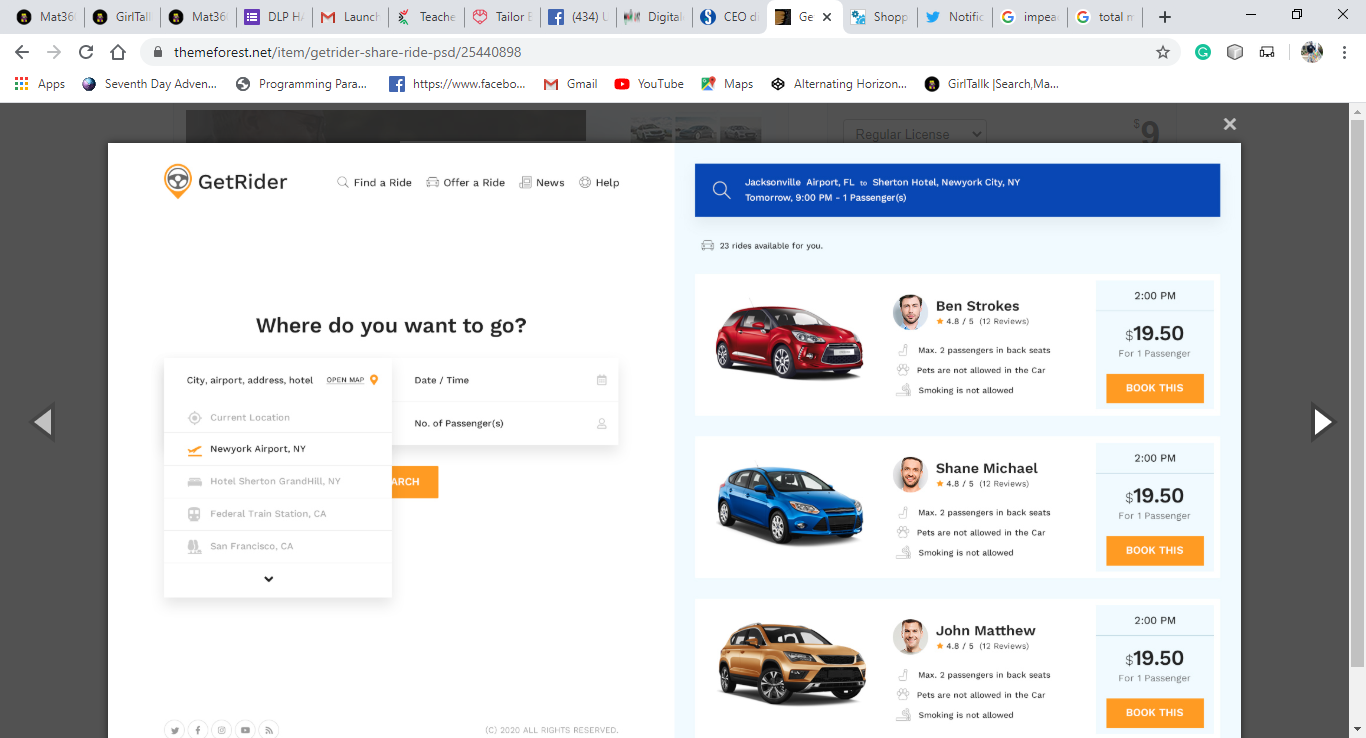 Mat36
GirlTall
Mat36
DLP HA
Launch
Teache
Tailor E
(434) U
Digital
CEO d
Ge
Shopp
Notific
impea
total m
themeforest.net/item/getrider-share-ride-psd/25440898
Apps
Seventh Day Adven...
Programming Para...
https://www.facebo...
Gmail
YouTube
Maps
Alternating Horizon...
GirlTallk |Search,Ma...
Regular License
$9
GetRider
Find a Ride
Offer a Ride
News
Help
Where do you want to go?
City, airport, address, hotel
OPEN MAP
Current Location
Newyork Airport, NY
Hotel Sherton GrandHill, NY
Federal Train Station, CA
San Francisco, CA
Date / Time
No. of Passenger(s)
ARCH
(C) 2020 ALL RIGHTS RESERVED.
Jacksonville Airport, FL to Sherton Hotel, Newyork City, NY
Tomorrow, 9:00 PM - 1 Passenger(s)
23 rides available for you.
Ben Strokes
4.8 / 5 (12 Reviews)
Max. 2 passengers in back seats
Pets are not allowed in the Car
Smoking is not allowed
2:00 PM
$19.50
For 1 Passenger
BOOK THIS
Shane Michael
4.8 / 5 (12 Reviews)
Max. 2 passengers in back seats
Pets are not allowed in the Car
Smoking is not allowed
2:00 PM
$19.50
For 1 Passenger
BOOK THIS
John Matthew
4.8 / 5 (12 Reviews)
Max. 2 passengers in back seats
Pets are not allowed in the Car
Smoking is not allowed
2:00 PM
$19.50
For 1 Passenger
BOOK THIS